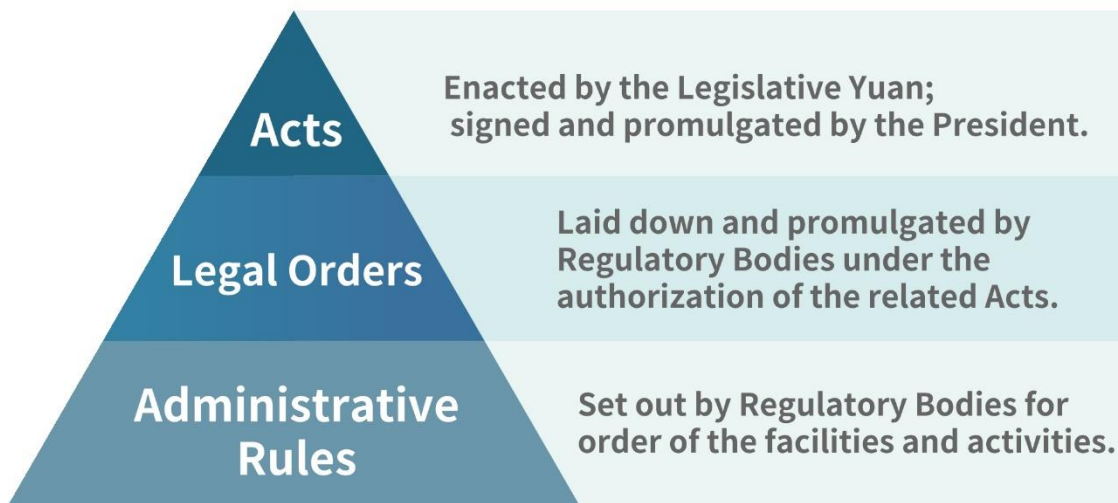 Acts
Enacted by the Legislative Yuan;
signed and promulgated by the President.
Legal Orders
Laid down and promulgated by
Regulatory Bodies under the
authorization of the related Acts.
Administrative
Rules
Set out by Regulatory Bodies for
order of the facilities and activities.